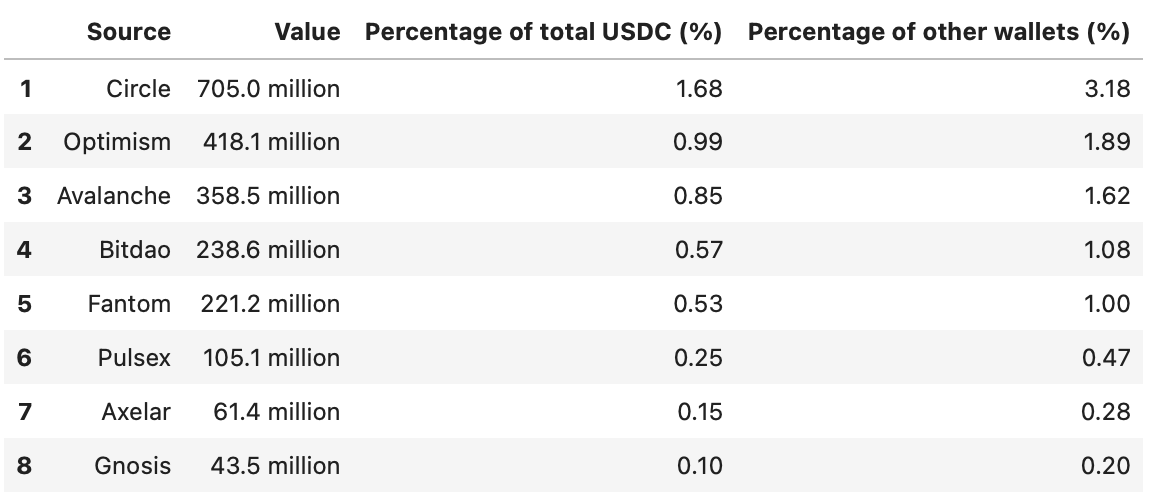 Source Value Percentage of total USDC (%) Percentage of other wallets (%)
1 Circle 705.0 million 1.68 3.18
2 Optimism 418.1 million 0.99 1.89
3 Avalanche 358.5 million 0.85 1.62
4 Bitdao 238.6 million 0.57 1.08
5 Fantom 221.2 million 0.53 1.00
6 Pulsex 105.1 million 0.25 0.47
7 Axelar 61.4 million 0.15 0.28
8 Gnosis 43.5 million 0.10 0.20